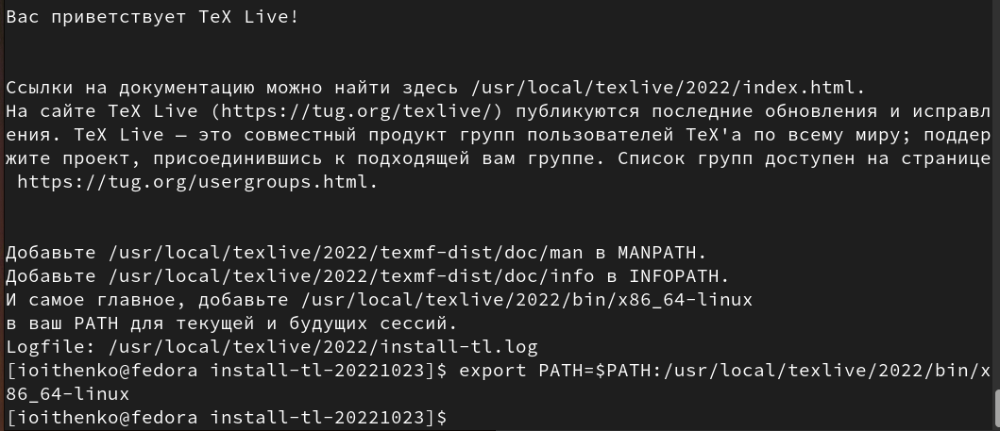 Вас приветствует TeX Live!
Ссылки на документацию можно найти здесь /usr/local/texlive/2022/index.html.
На сайте TeX Live (https://tug.org/texlive/) публикуются последние обновления и исправл
ения. TeX Live — это совместный продукт групп пользователей TeX'а по всему миру; поддер
жите проект, присоединившись к подходящей вам группе. Список групп доступен на странице
 https://tug.org/usergroups.html.
Добавьте /usr/local/texlive/2022/texmf-dist/doc/man в MANPATH.
Добавьте /usr/local/texlive/2022/texmf-dist/doc/info в INFOPATH.
И самое главное, добавьте /usr/local/texlive/2022/bin/x86_64-linux
в ваш PATH для текущей и будущих сессий.
Logfile: /usr/local/texlive/2022/install-tl.log
[ioithenko@fedora install-tl-20221023]$ export PATH=$PATH:/usr/local/texlive/2022/bin/x
86_64-linux
[ioithenko@fedora install-tl-20221023]$